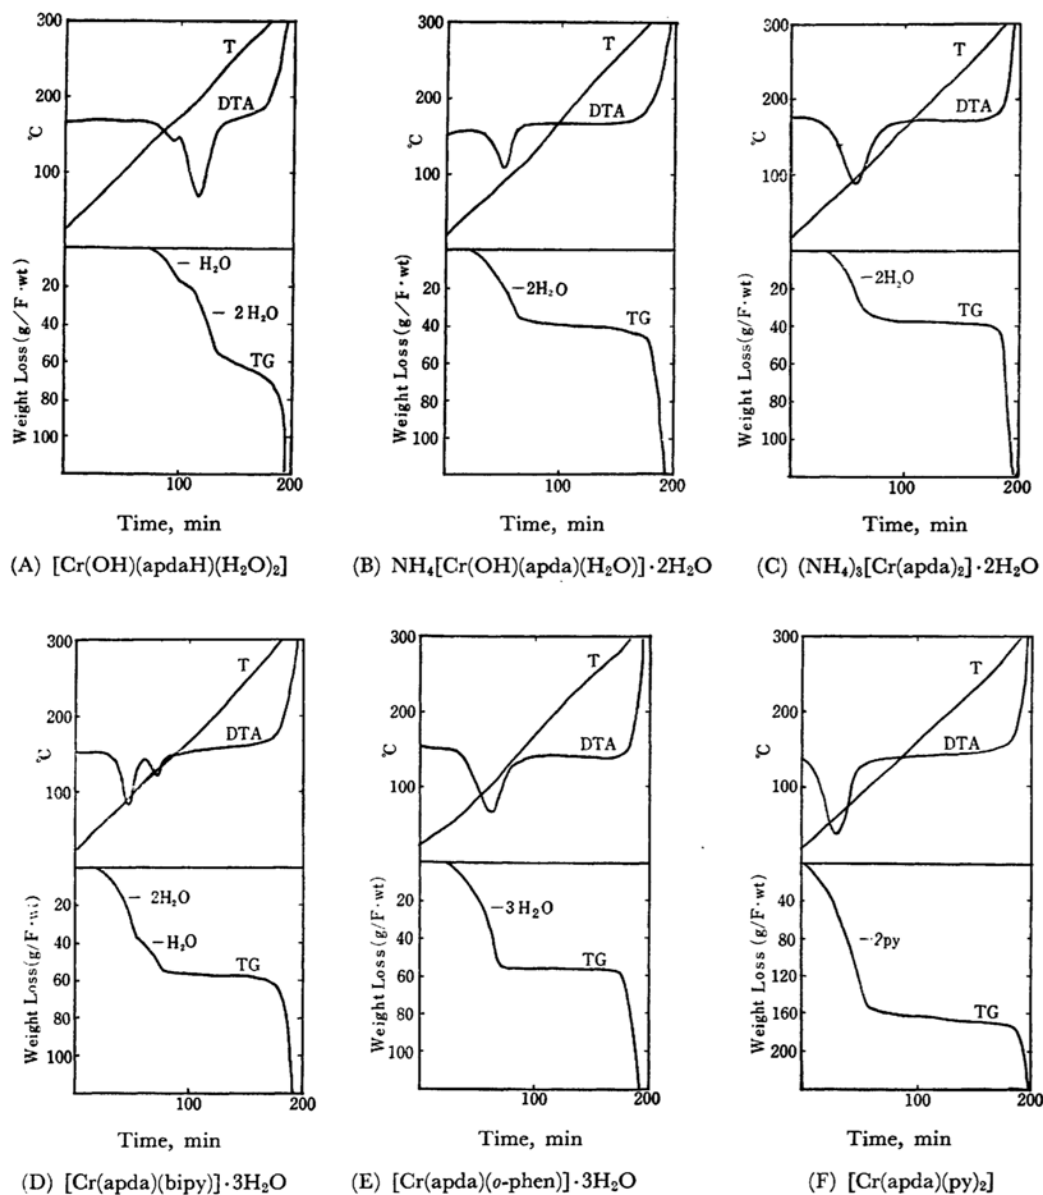 300
T
200
DTA
℃
100
− H₂O
20
− 2H₂O
40
60
TG
80
100
Weight Loss (g/F·wt)
100
200
Time, min
(A) [Cr(OH)(apdaH)(H₂O)₂]
300
T
200
DTA
℃
100
−2H₂O
20
40
TG
60
80
100
Weight Loss (g/F·wt)
100
200
Time, min
(B) NH₄[Cr(OH)(apda)(H₂O)]·2H₂O
300
T
200
DTA
℃
100
−2H₂O
20
TG
40
60
80
100
Weight Loss (g/F·wt)
100
200
Time, min
(C) (NH₄)₃[Cr(apda)₂]·2H₂O
300
T
200
DTA
℃
100
−2H₂O
20
−H₂O
40
TG
60
80
100
Weight Loss (g/F·wt)
100
200
Time, min
(D) [Cr(apda)(bipy)]·3H₂O
300
T
200
DTA
℃
100
−3H₂O
20
40
TG
60
80
100
Weight Loss (g/F·wt)
100
200
Time, min
(E) [Cr(apda)(o-phen)]·3H₂O
300
T
200
DTA
℃
100
40
−2py
80
120
TG
160
200
Weight Loss (g/F·wt)
100
200
Time, min
(F) [Cr(apda)(py)₂]